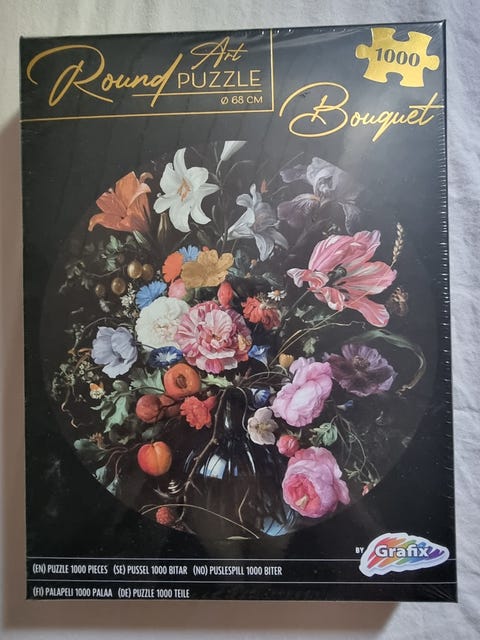 Round Art
PUZZLE
Ø 68 CM
1000
Bouquet
BY Grafix
(EN) PUZZLE 1000 PIECES (SE) PUSSEL 1000 BITAR (NO) PUSLESPILL 1000 BITER
(FI) PALAPELI 1000 PALAA (DE) PUZZLE 1000 TEILE